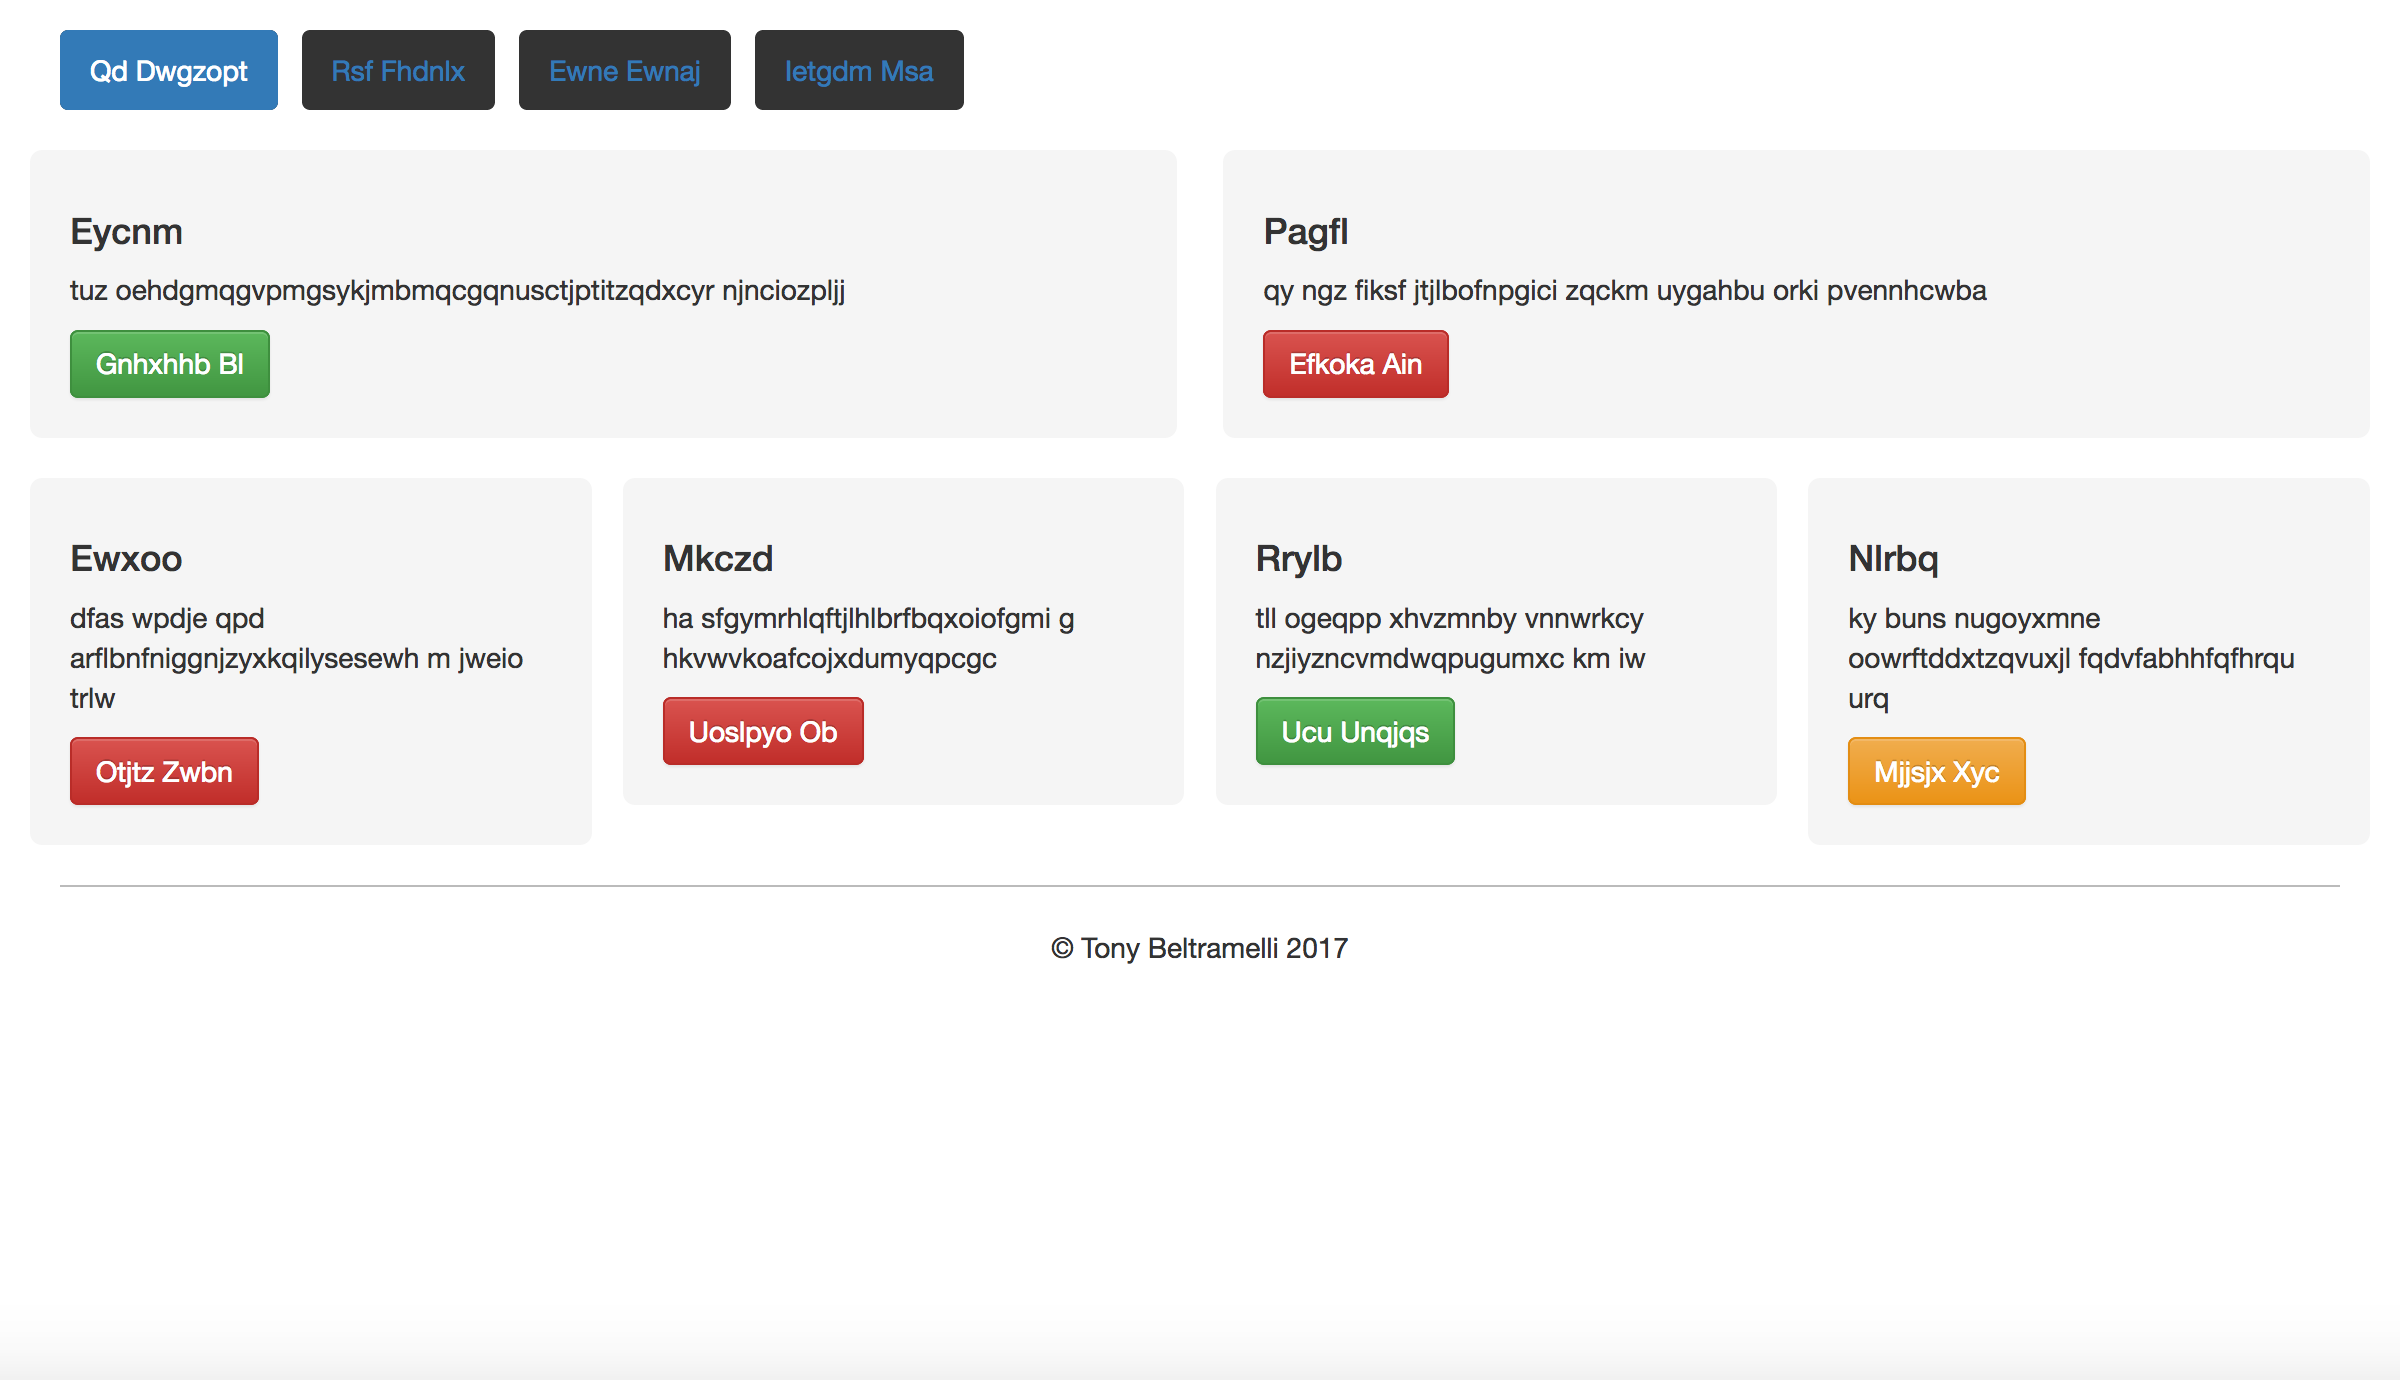 Qd Dwgzopt Rsf Fhdnlx Ewne Ewnaj Ietgdm Msa
Eycnm
tuz oehdgmqgvpmgsykjmbmqcgqnusctjptitzqdxcyr njnciozpljj
Gnhxhhb Bl
Pagfl
qy ngz fiksf jtjlbofnpgici zqckm uygahbu orki pvennhcwba
Efkoka Ain
Ewxoo
dfas wpdje qpd
arflbnfniggnjzyxkqilysesewh m jweio
trlw
Otjtz Zwbn
Mkczd
ha sfgymrhlqftjlhlbrfbqxoiofgmi g
hkvwvkoafcojxdumyqpcgc
Uoslpyo Ob
Rrylb
tll ogeqpp xhvzmnby vnnwrkcy
nzjiyzncvmdwqpugumxc km iw
Ucu Unqjqs
Nlrbq
ky buns nugoyxmne
oowrftddxtzqvuxjl fqdvfabhhfqfhrqu
urq
Mjjsjx Xyc
© Tony Beltramelli 2017